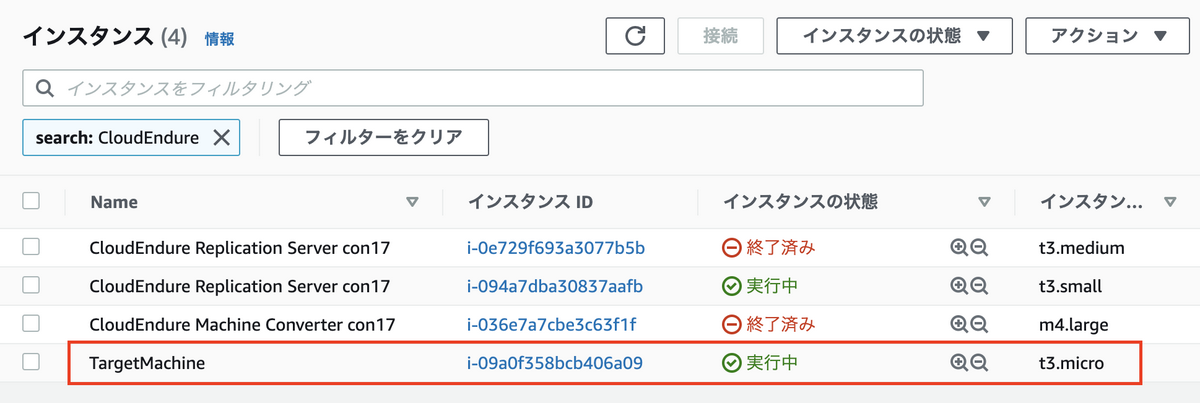 インスタンス (4) 情報 接続 インスタンスの状態 アクション
インスタンスをフィルタリング
search: CloudEndure フィルターをクリア
Name インスタンス ID インスタンスの状態 インスタン...
CloudEndure Replication Server con17 i-0e729f693a3077b5b 終了済み t3.medium
CloudEndure Replication Server con17 i-094a7dba30837aafb 実行中 t3.small
CloudEndure Machine Converter con17 i-036e7a7cbe3c63f1f 終了済み m4.large
TargetMachine i-09a0f358bcb406a09 実行中 t3.micro